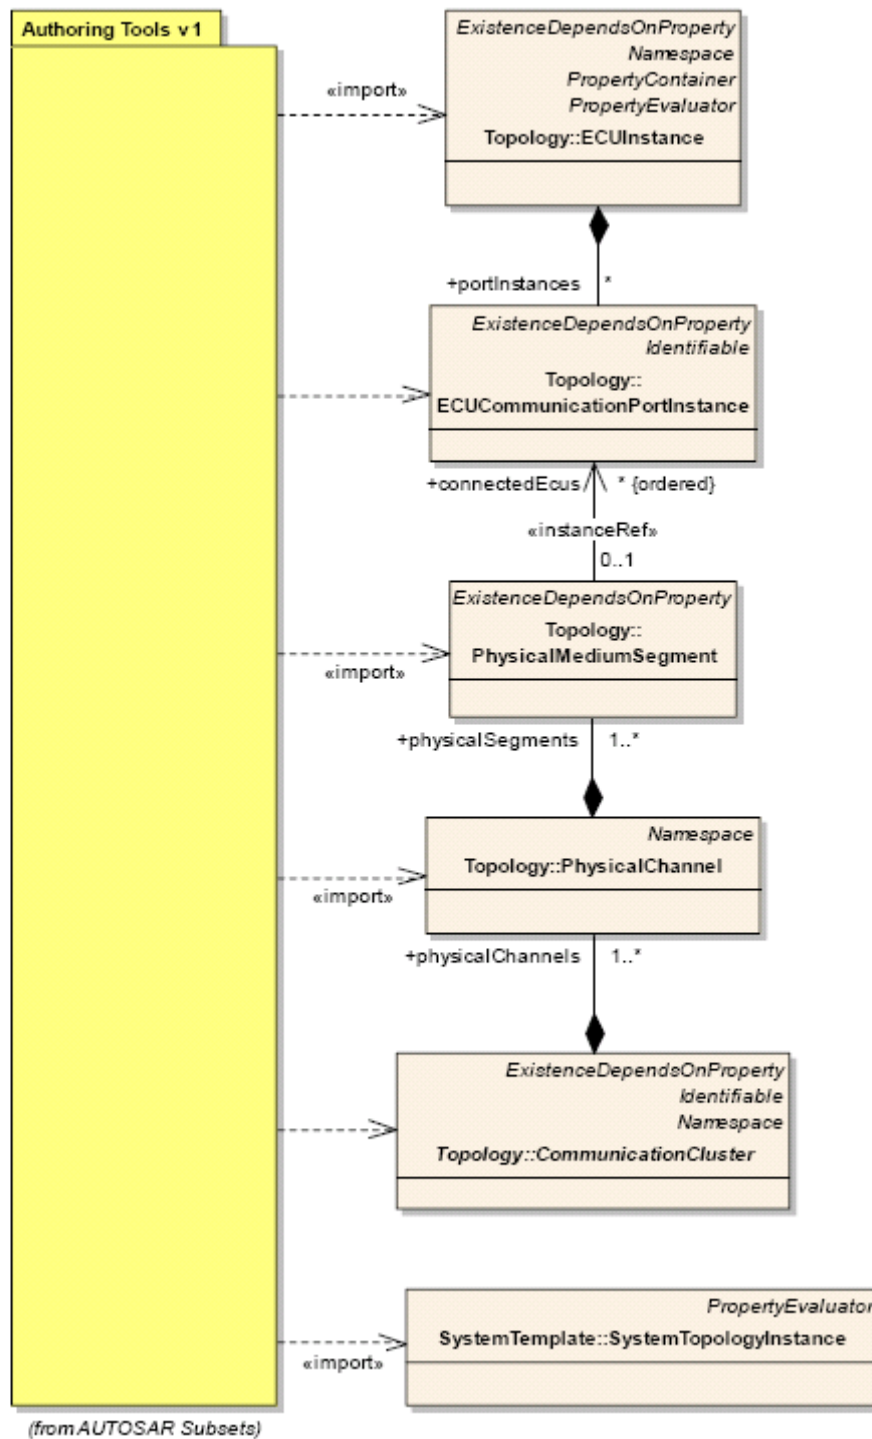 Authoring Tools v1
ExistenceDependsOnProperty
Namespace
PropertyContainer
PropertyEvaluator
Topology::ECUInstance
«import»
+portInstances *
ExistenceDependsOnProperty
Identifiable
Topology::
ECUCommunicationPortInstance
+connectedEcus * {ordered}
«instanceRef»
0..1
ExistenceDependsOnProperty
Topology::
PhysicalMediumSegment
«import»
+physicalSegments 1..*
Namespace
Topology::PhysicalChannel
«import»
+physicalChannels 1..*
ExistenceDependsOnProperty
Identifiable
Namespace
Topology::CommunicationCluster
PropertyEvaluator
SystemTemplate::SystemTopologyInstance
«import»
(from AUTOSAR Subsets)